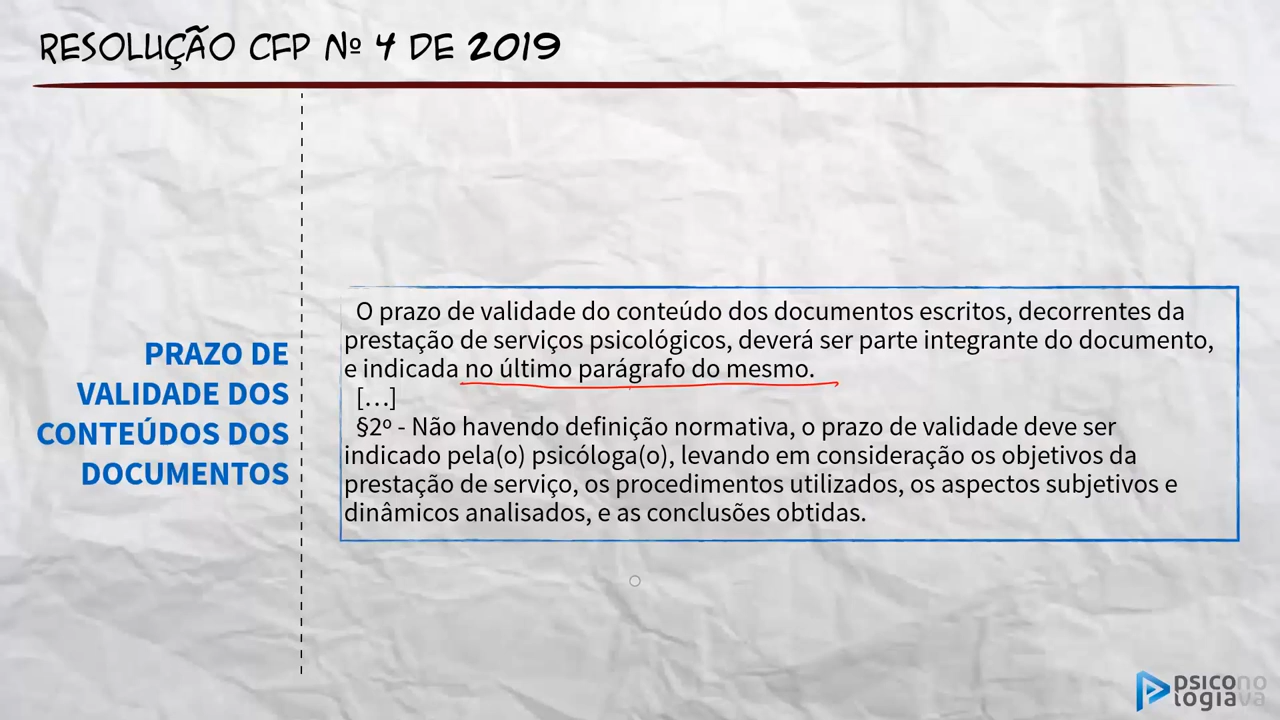 RESOLUÇÃO CFP Nº 4 DE 2019
PRAZO DE
VALIDADE DOS
CONTEÚDOS DOS
DOCUMENTOS
O prazo de validade do conteúdo dos documentos escritos, decorrentes da
prestação de serviços psicológicos, deverá ser parte integrante do documento,
e indicada no último parágrafo do mesmo.
[...]
§2º - Não havendo definição normativa, o prazo de validade deve ser
indicado pela(o) psicóloga(o), levando em consideração os objetivos da
prestação de serviço, os procedimentos utilizados, os aspectos subjetivos e
dinâmicos analisados, e as conclusões obtidas.
psicono
logiava